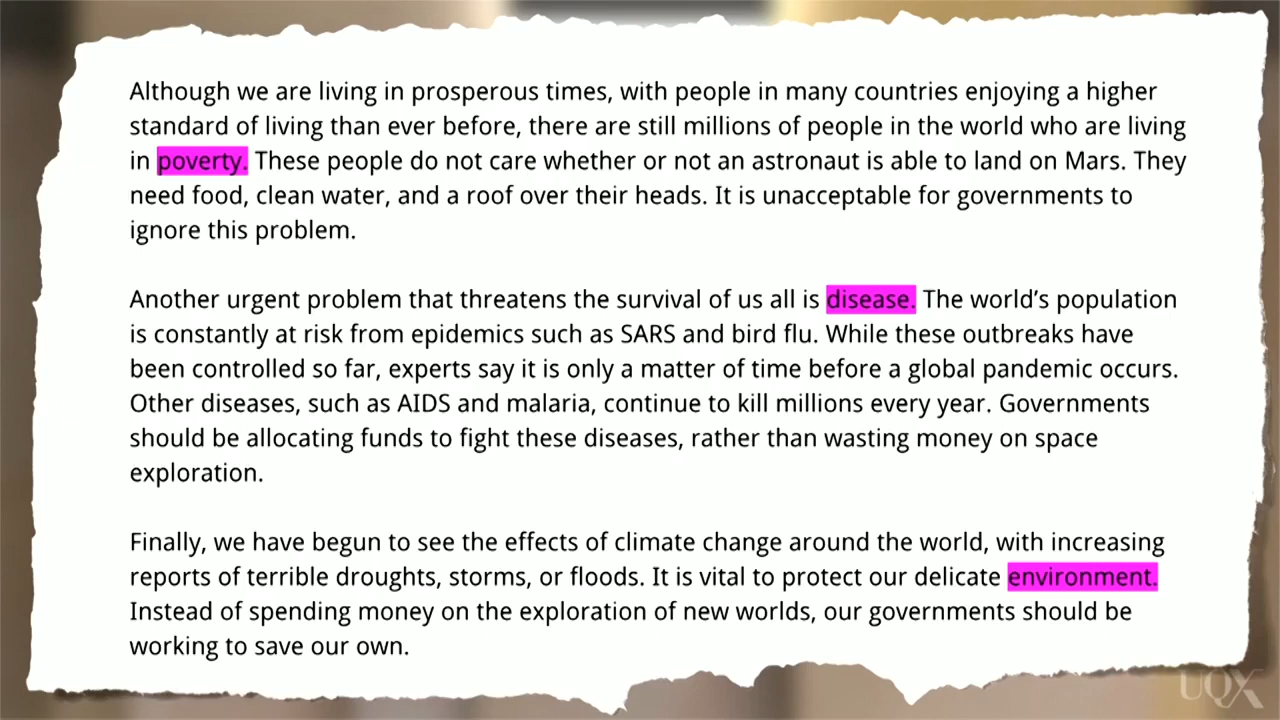 Although we are living in prosperous times, with people in many countries enjoying a higher
standard of living than ever before, there are still millions of people in the world who are living
in poverty. These people do not care whether or not an astronaut is able to land on Mars. They
need food, clean water, and a roof over their heads. It is unacceptable for governments to
ignore this problem.
Another urgent problem that threatens the survival of us all is disease. The world’s population
is constantly at risk from epidemics such as SARS and bird flu. While these outbreaks have
been controlled so far, experts say it is only a matter of time before a global pandemic occurs.
Other diseases, such as AIDS and malaria, continue to kill millions every year. Governments
should be allocating funds to fight these diseases, rather than wasting money on space
exploration.
Finally, we have begun to see the effects of climate change around the world, with increasing
reports of terrible droughts, storms, or floods. It is vital to protect our delicate environment.
Instead of spending money on the exploration of new worlds, our governments should be
working to save our own.
UQX